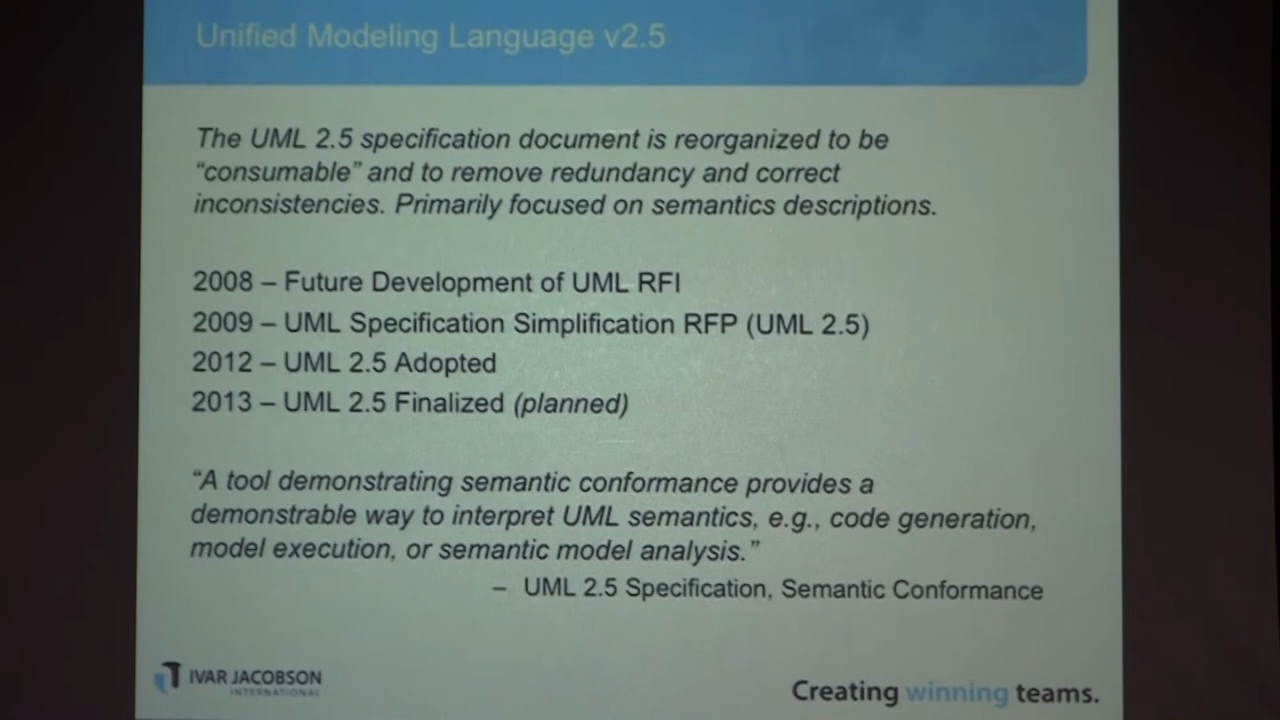 Unified Modeling Language v2.5
The UML 2.5 specification document is reorganized to be
“consumable” and to remove redundancy and correct
inconsistencies. Primarily focused on semantics descriptions.
2008 – Future Development of UML RFI
2009 – UML Specification Simplification RFP (UML 2.5)
2012 – UML 2.5 Adopted
2013 – UML 2.5 Finalized (planned)
“A tool demonstrating semantic conformance provides a
demonstrable way to interpret UML semantics, e.g., code generation,
model execution, or semantic model analysis.”
– UML 2.5 Specification, Semantic Conformance
IVAR JACOBSON
INTERNATIONAL
Creating winning teams.